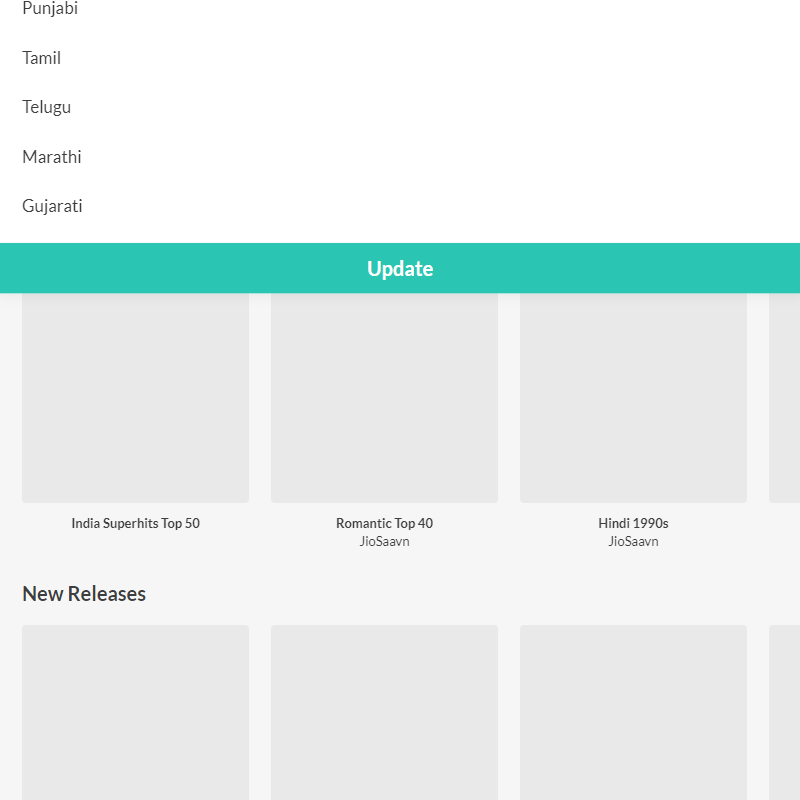 Punjabi
Tamil
Telugu
Marathi
Gujarati
Update
India Superhits Top 50
Romantic Top 40
JioSaavn
Hindi 1990s
JioSaavn
New Releases